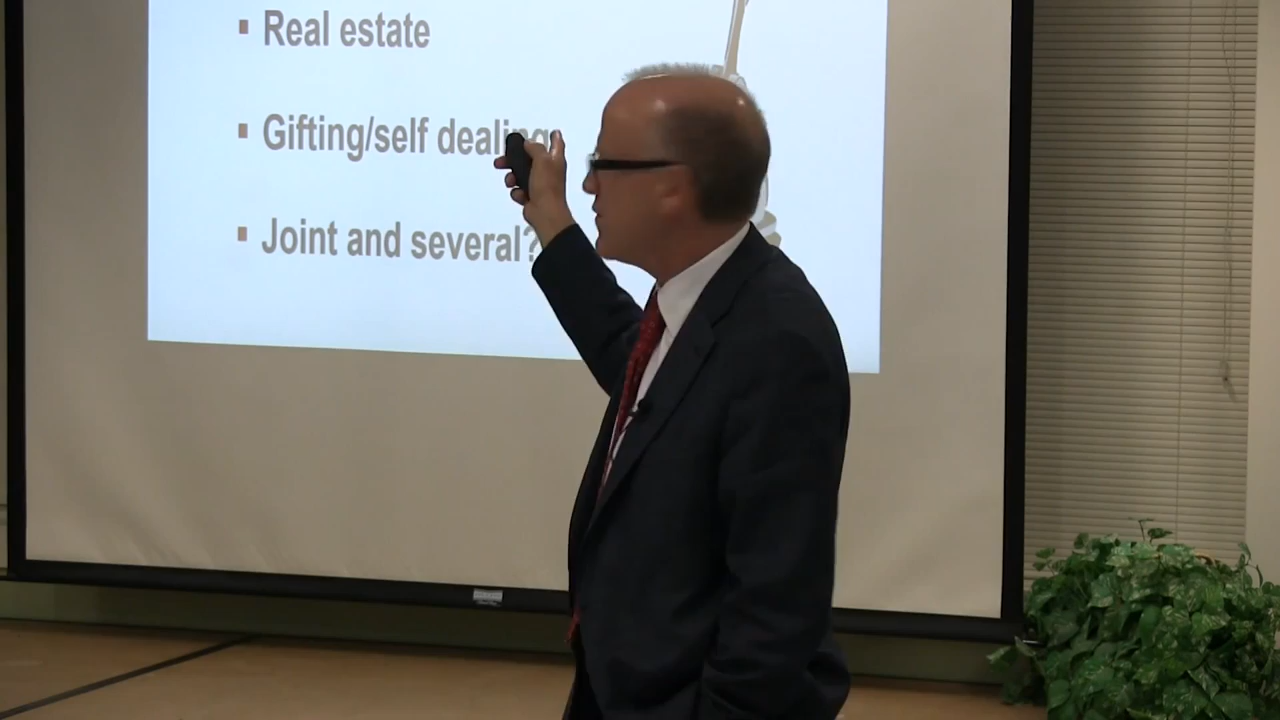 ▪ Real estate
▪ Gifting/self dealing
▪ Joint and several?